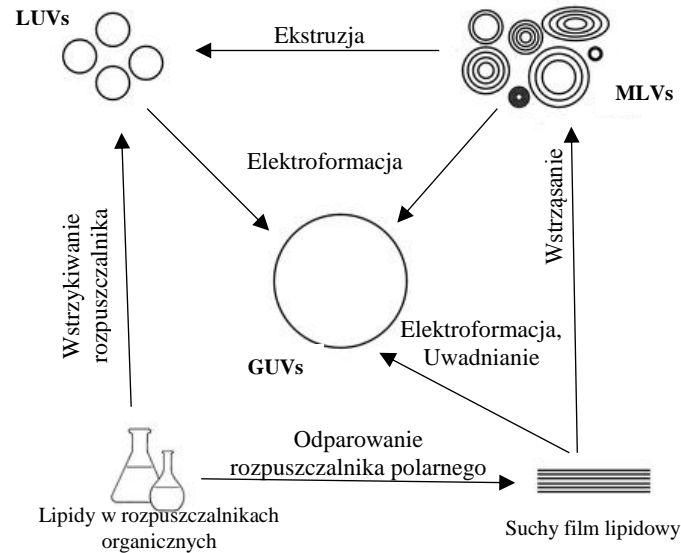 LUVs
Ekstruzja
MLVs
Elektroformacja
Wstrząsanie
Wstrzykiwanie
rozpuszczalnika
Elektroformacja,
Uwadnianie
GUVs
Odparowanie
rozpuszczalnika polarnego
Lipidy w rozpuszczalnikach
organicznych
Suchy film lipidowy